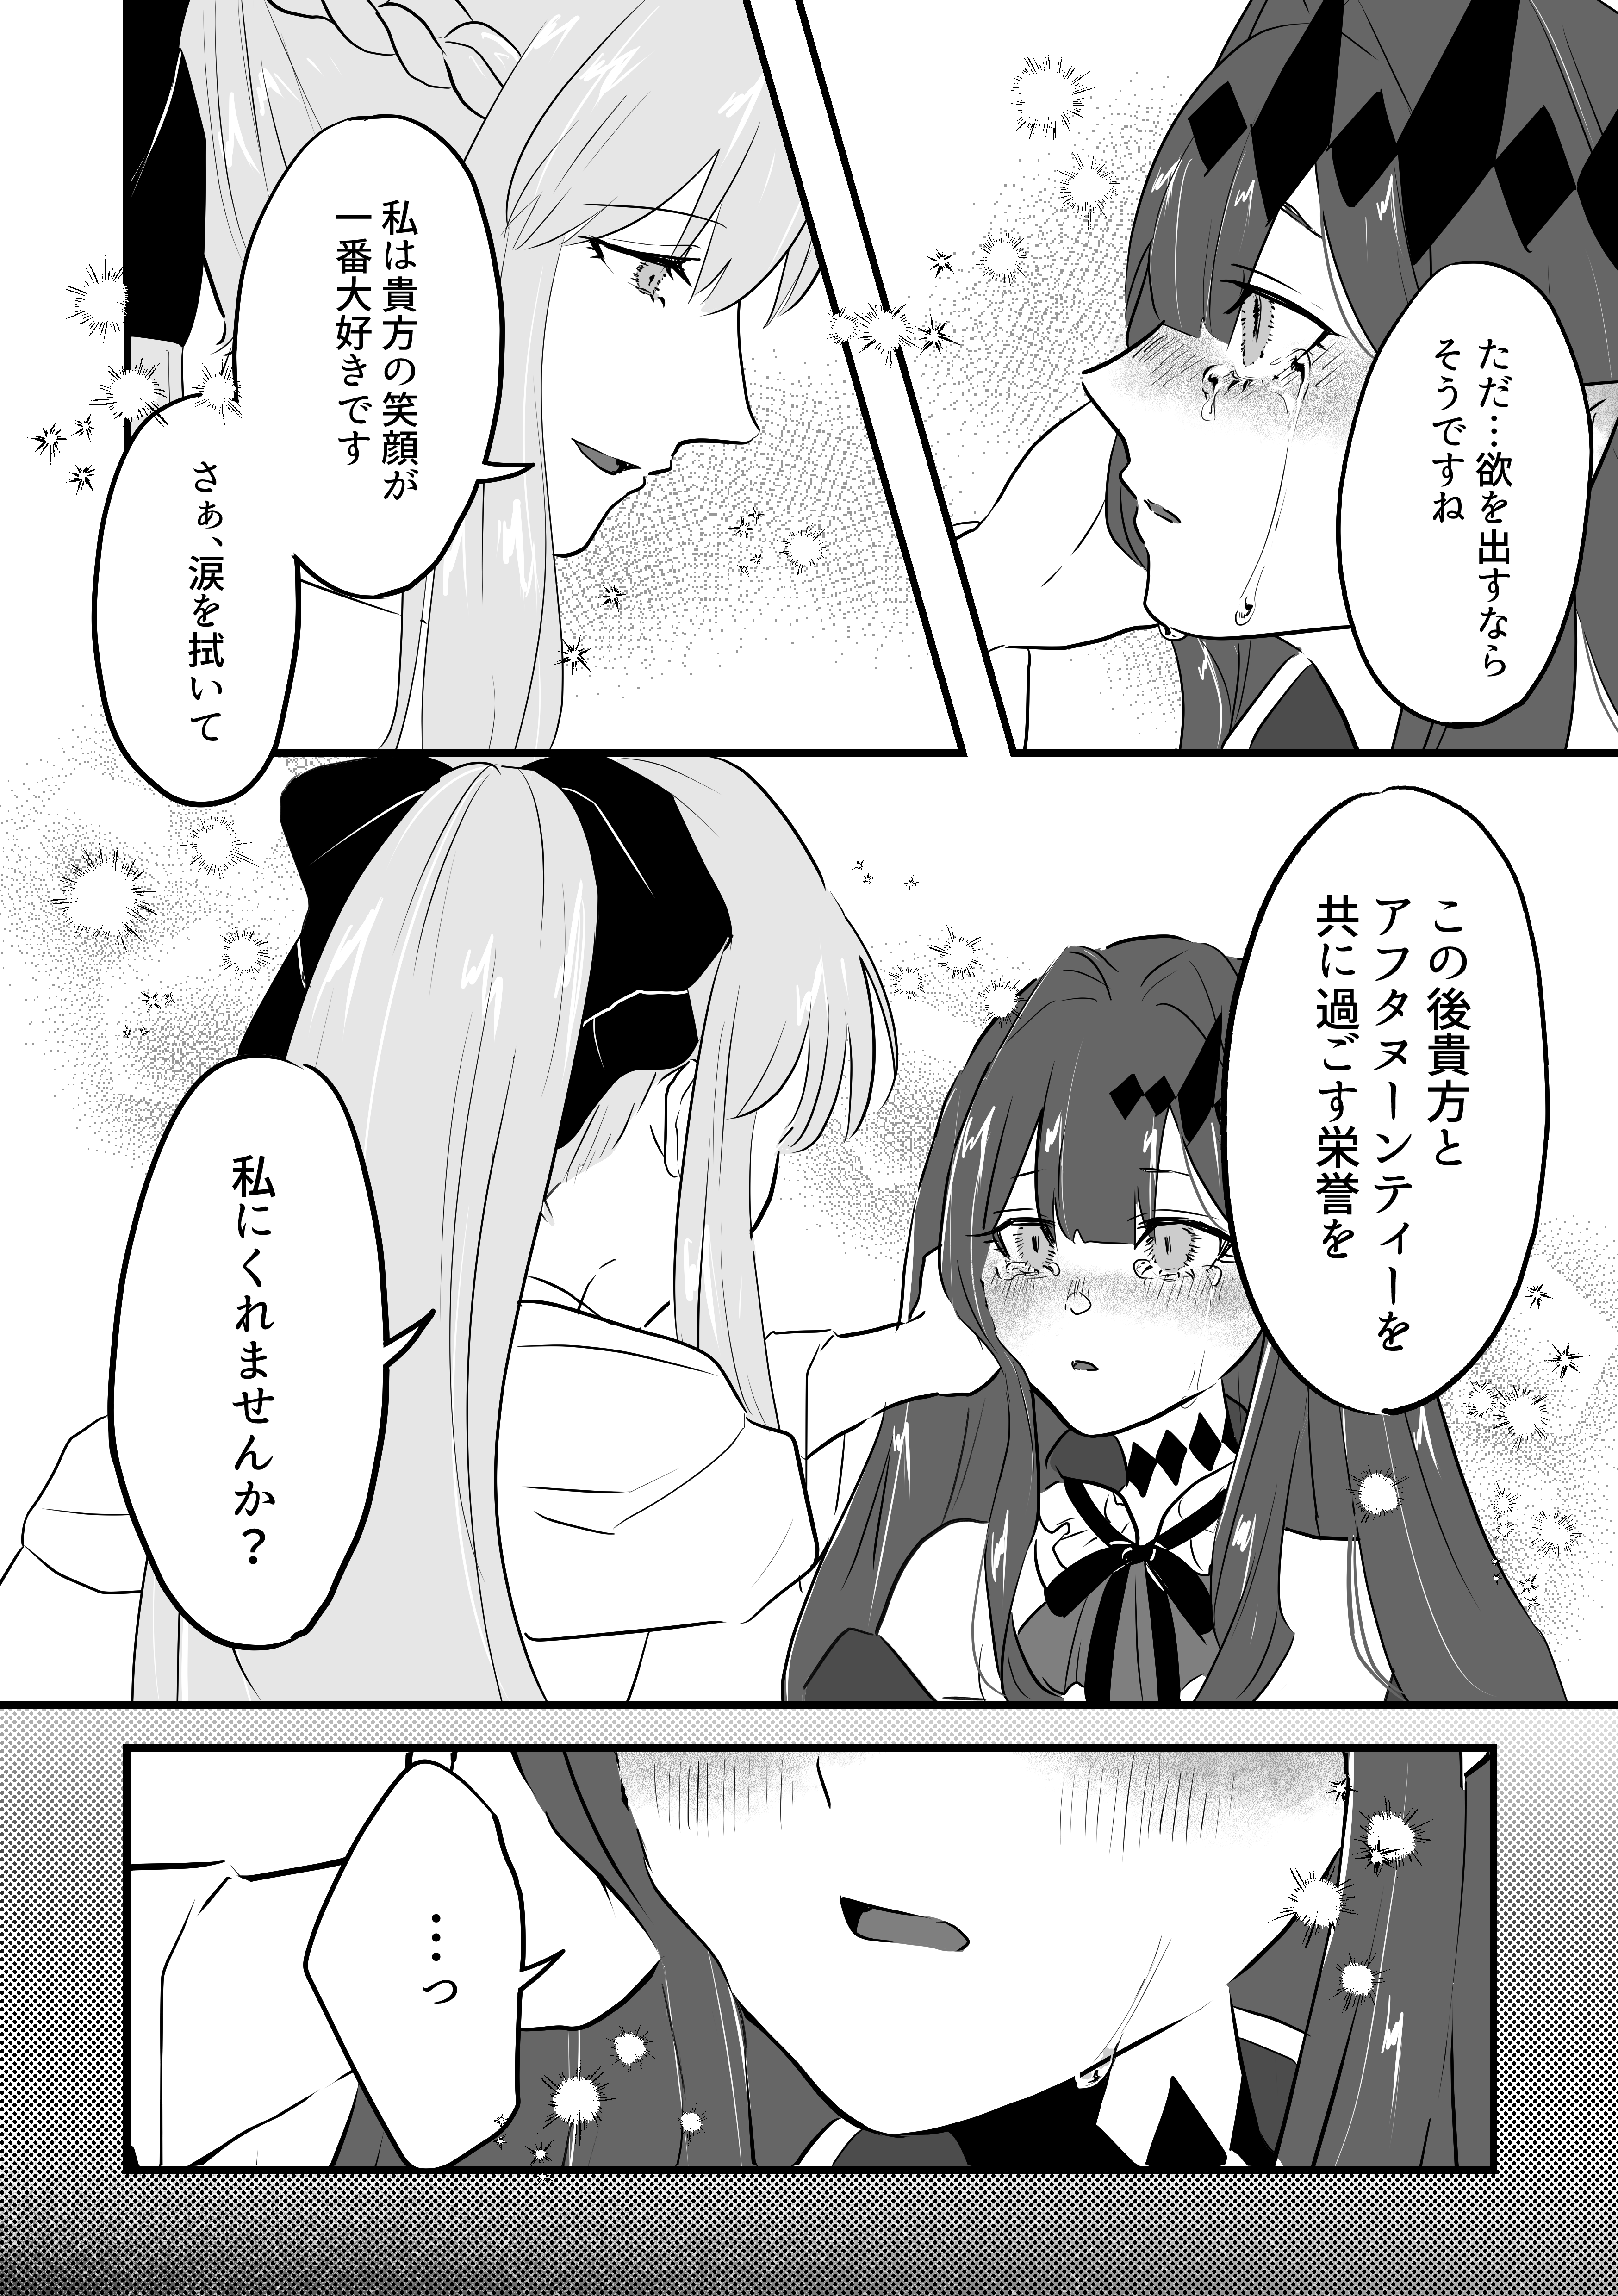 ただ…欲を出すなら
そうですね
私は貴方の笑顔が
一番大好きです
さぁ、涙を拭いて
この後貴方と
アフタヌーンティーを
共に過ごす栄誉を
私にくれませんか？
…っ